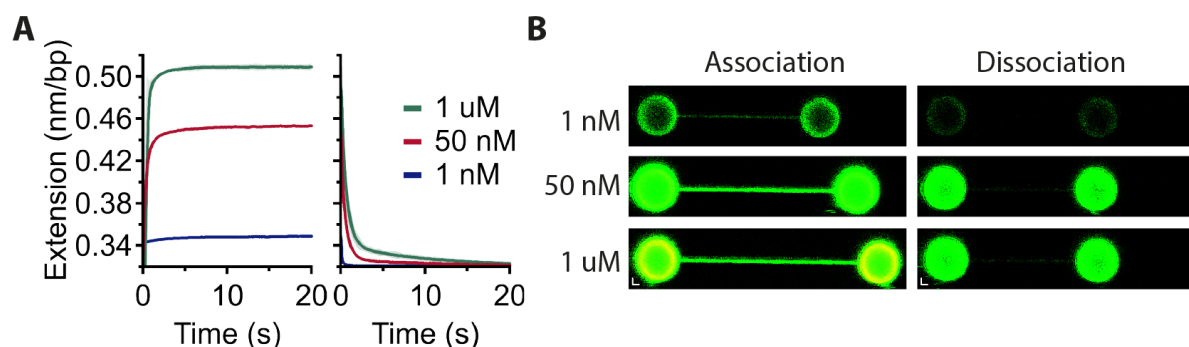 A
Extension (nm/bp)
0.50
0.46
0.42
0.38
0.34
0 10 20
Time (s)
1 uM
50 nM
1 nM
0 10 20
Time (s)
B
Association Dissociation
1 nM
50 nM
1 uM